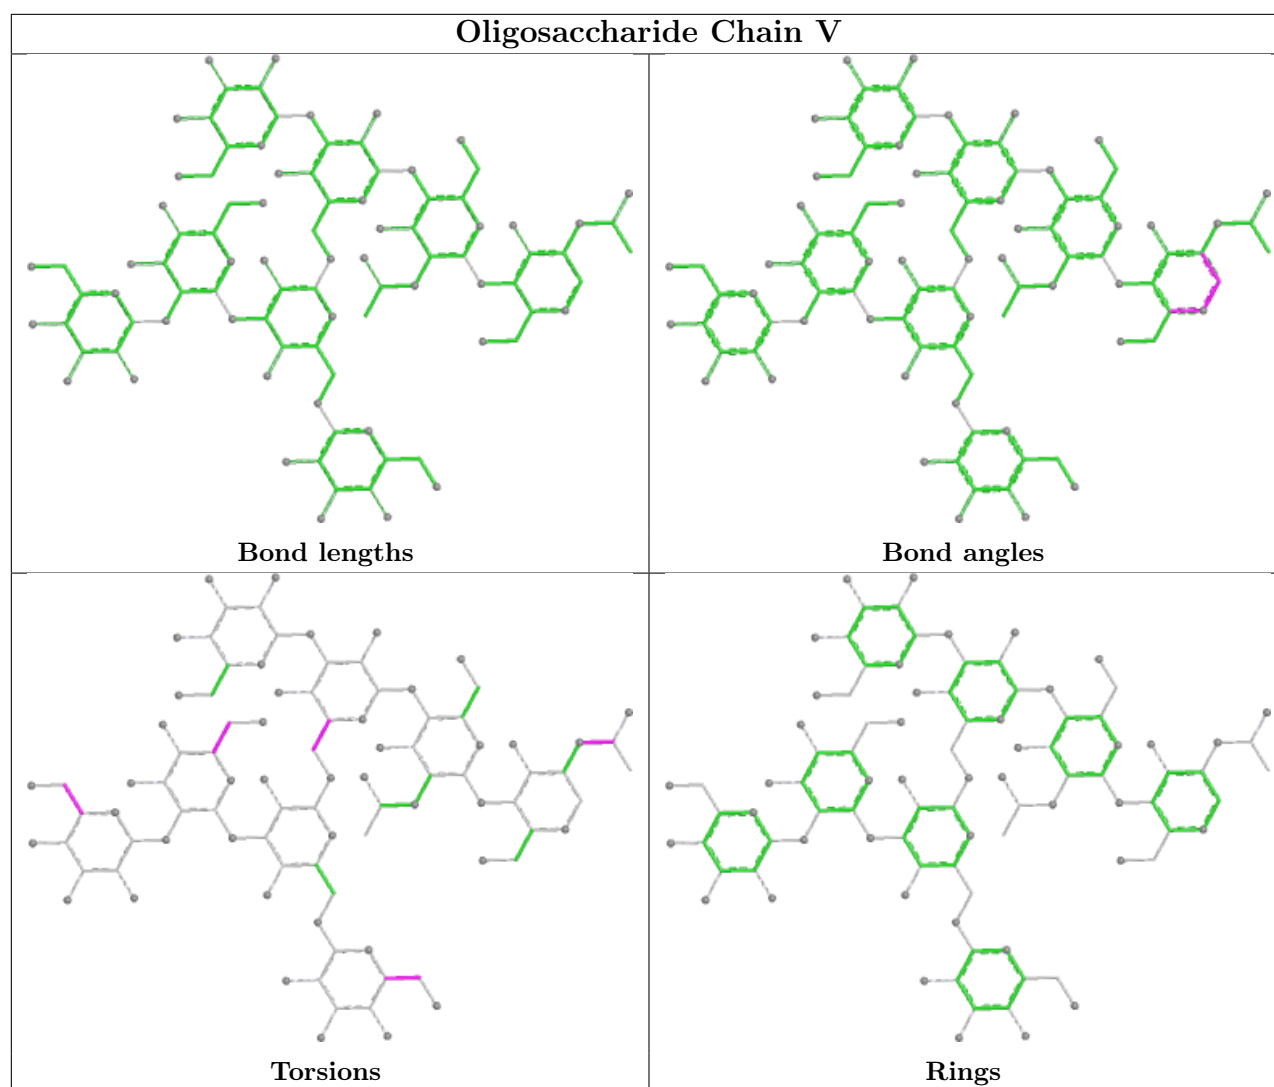 Oligosaccharide Chain V
Bond lengths
Bond angles
Torsions
Rings